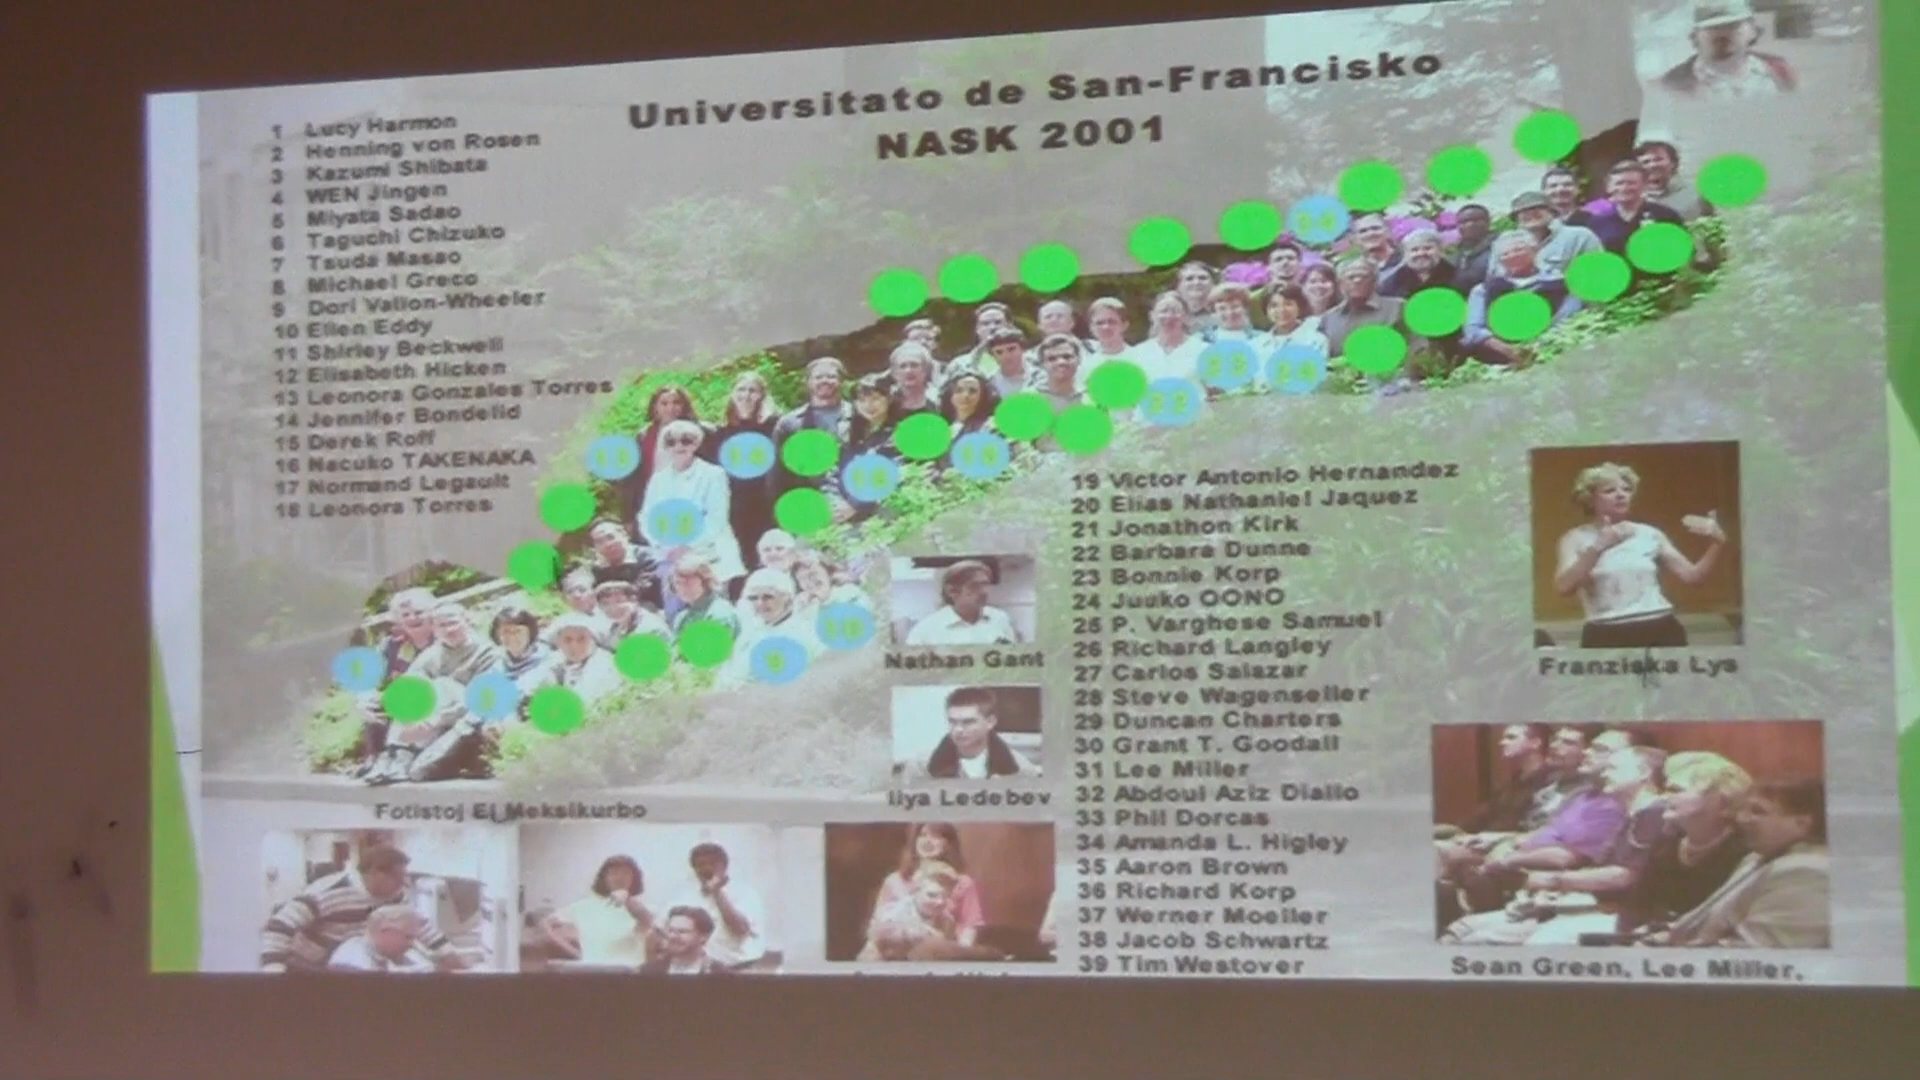 Universitato de San-Francisko
NASK 2001
1 Lucy Harmon
2 Henning von Rosen
3 Kazumi Shibata
4 WEN Jingen
5 Miyata Sadao
6 Taguchi Chizuko
7 Tsuda Masao
8 Michael Greco
9 Dori Vallon-Wheeler
10 Ellen Eddy
11 Shirley Beckwell
12 Elisabeth Hicken
13 Leonora Gonzales Torres
14 Jennifer Bondelid
15 Derek Roff
16 Nacuko TAKENAKA
17 Normand Legault
18 Leonora Torres
19 Victor Antonio Hernandez
20 Elias Nathaniel Jaquez
21 Jonathon Kirk
22 Barbara Dunne
23 Bonnie Korp
24 Juuko OONO
25 P. Varghese Samuel
26 Richard Langley
27 Carlos Salazar
28 Steve Wagenseller
29 Duncan Charters
30 Grant T. Goodall
31 Lee Miller
32 Abdoul Aziz Diallo
33 Phil Dorcas
34 Amanda L. Higley
35 Aaron Brown
36 Richard Korp
37 Werner Moeller
38 Jacob Schwartz
39 Tim Westover
Nathan Gant
Ilya Ledebev
Franziska Lys
Fotistoj El Meksikurbo
Sean Green, Lee Miller,